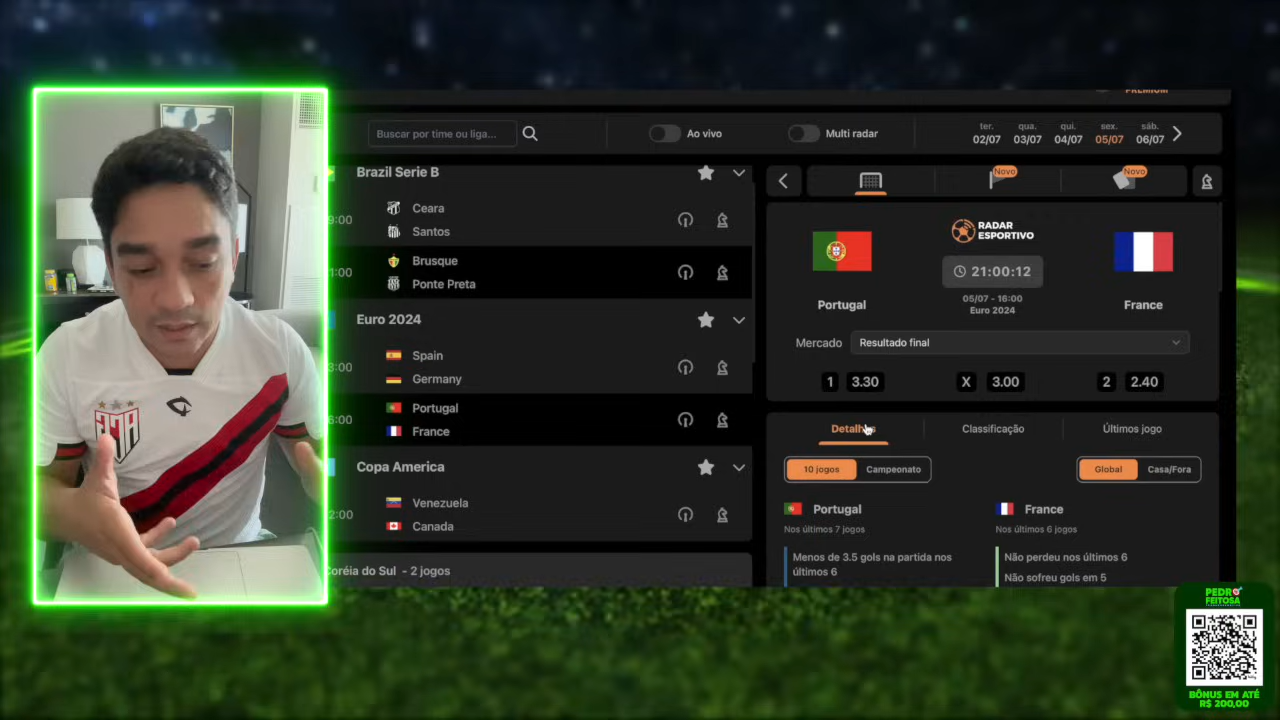 PREMIUM
Buscar por time ou liga...
Ao vivo
Multi radar
ter.
02/07
qua.
03/07
qui.
04/07
sex.
05/07
sáb.
06/07
Brazil Serie B
9:00
Ceara
Santos
1:00
Brusque
Ponte Preta
Euro 2024
3:00
Spain
Germany
6:00
Portugal
France
Copa America
2:00
Venezuela
Canada
Coréia do Sul - 2 jogos
Novo
Novo
RADAR
ESPORTIVO
21:00:12
05/07 - 16:00
Euro 2024
Portugal
France
Mercado
Resultado final
1 3.30
X 3.00
2 2.40
Classificação
Últimos jogo
10 jogos
Campeonato
Global
Casa/Fora
Portugal
Nos últimos 7 jogos
Menos de 3.5 gols na partida nos
últimos 6
France
Nos últimos 6 jogos
Não perdeu nos últimos 6
Não sofreu gols em 5
PEDRO
FEITOSA
BÔNUS EM ATÉ
R$ 200,00